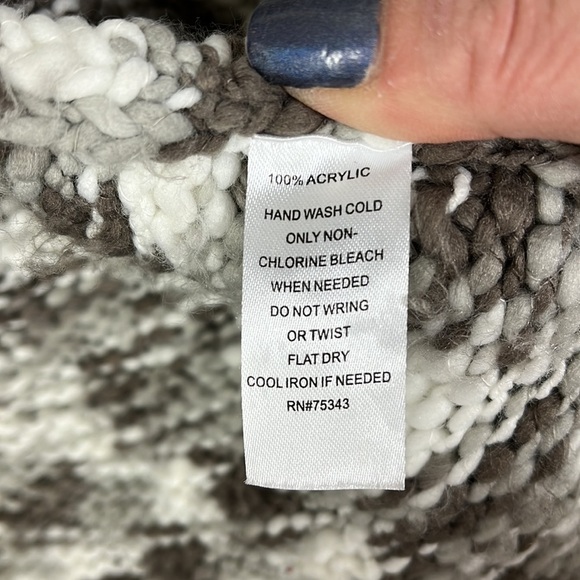 100% ACRYLIC
HAND WASH COLD
ONLY NON-
CHLORINE BLEACH
WHEN NEEDED
DO NOT WRING
OR TWIST
FLAT DRY
COOL IRON IF NEEDED
RN#75343